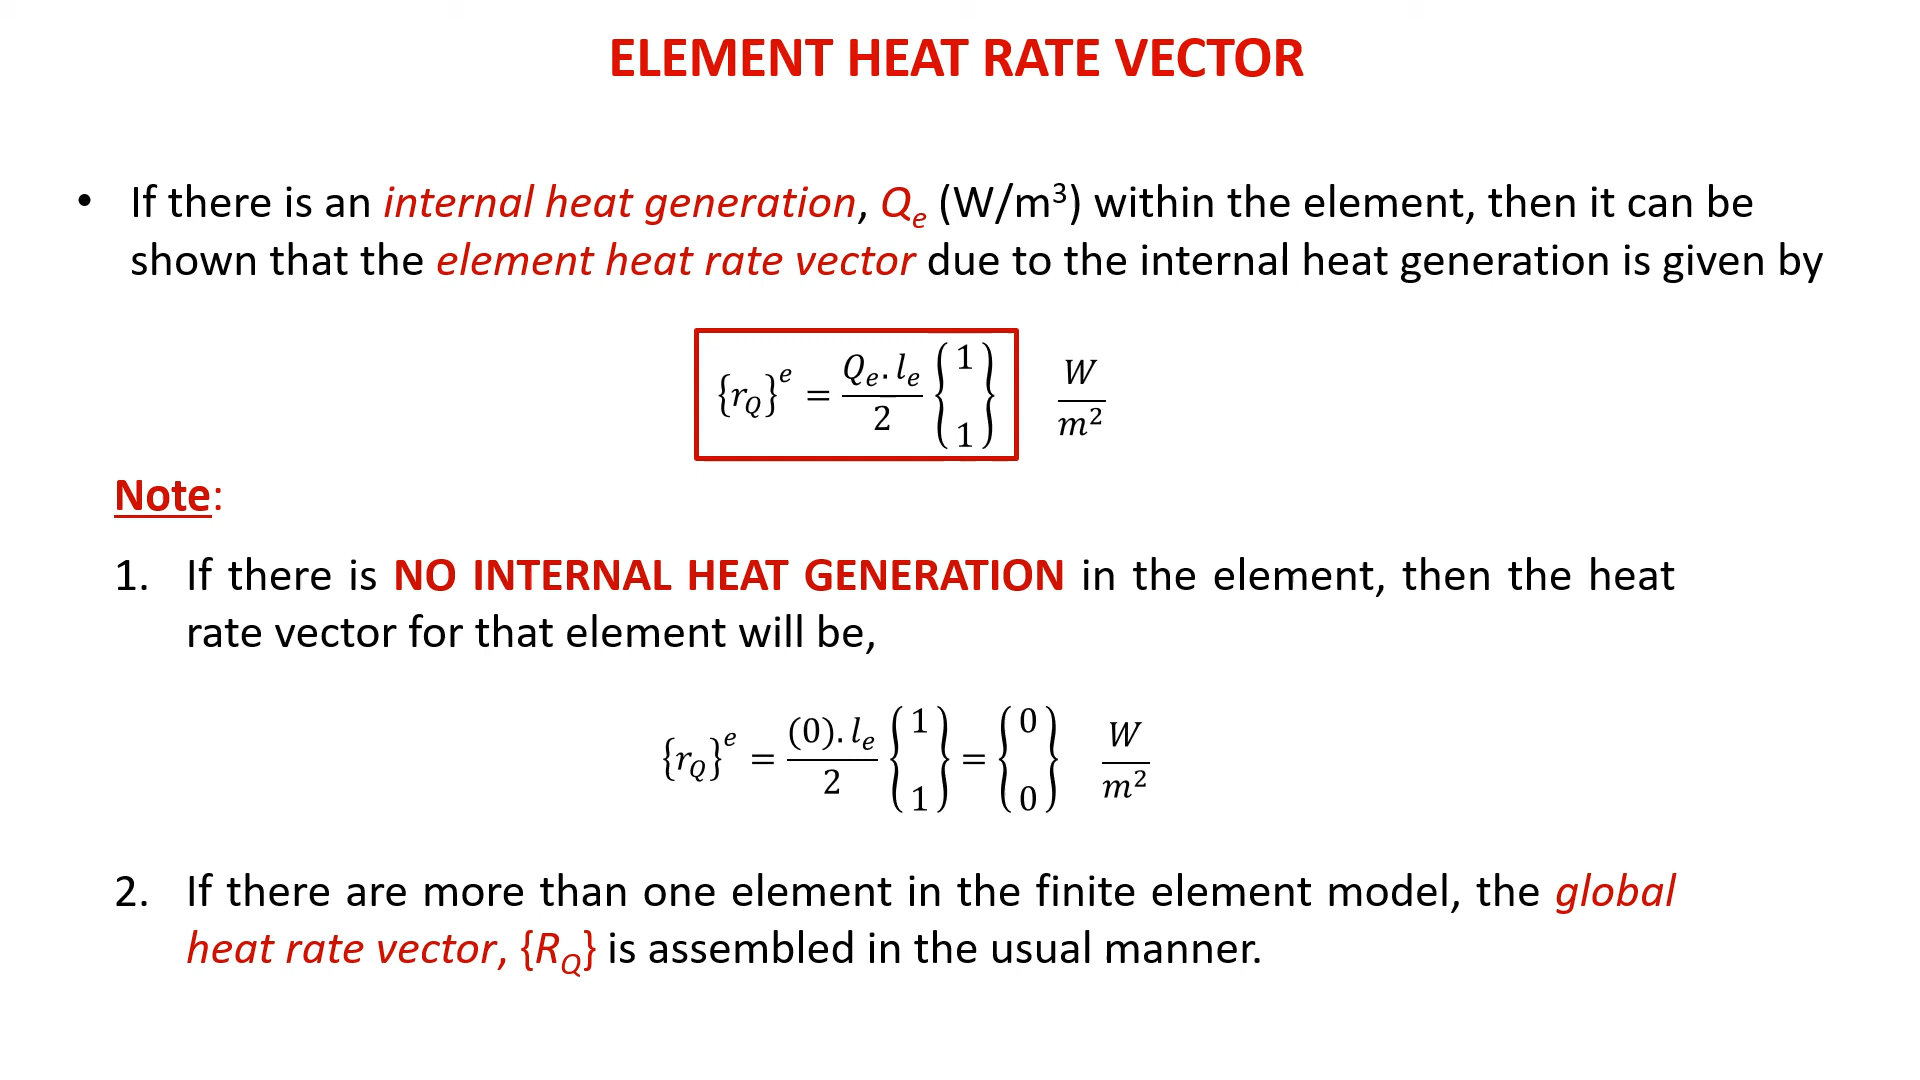 ELEMENT HEAT RATE VECTOR
• If there is an internal heat generation, Qₑ (W/m³) within the element, then it can be
shown that the element heat rate vector due to the internal heat generation is given by
{r_Q}^e = (Qₑ. lₑ)/2 {1 1} W/m²
Note:
1. If there is NO INTERNAL HEAT GENERATION in the element, then the heat
rate vector for that element will be,
{r_Q}^e = ((0). lₑ)/2 {1 1} = {0 0} W/m²
2. If there are more than one element in the finite element model, the global
heat rate vector, {R_Q} is assembled in the usual manner.